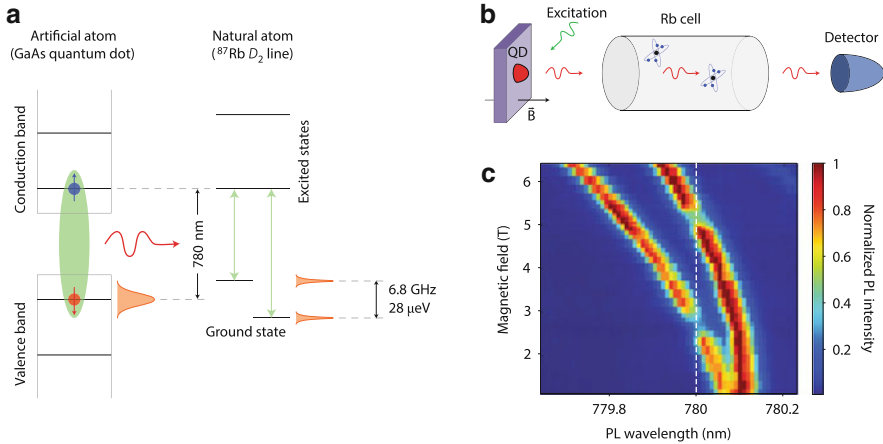 a
Artificial atom
(GaAs quantum dot)
Natural atom
(⁸⁷Rb D₂ line)
Conduction band
Valence band
780 nm
Excited states
Ground state
6.8 GHz
28 µeV
b
Excitation
QD
B⃗
Rb cell
Detector
c
Magnetic field (T)
6
5
4
3
2
779.8
780
780.2
PL wavelength (nm)
1
0.8
0.6
0.4
0.2
Normalized PL intensity